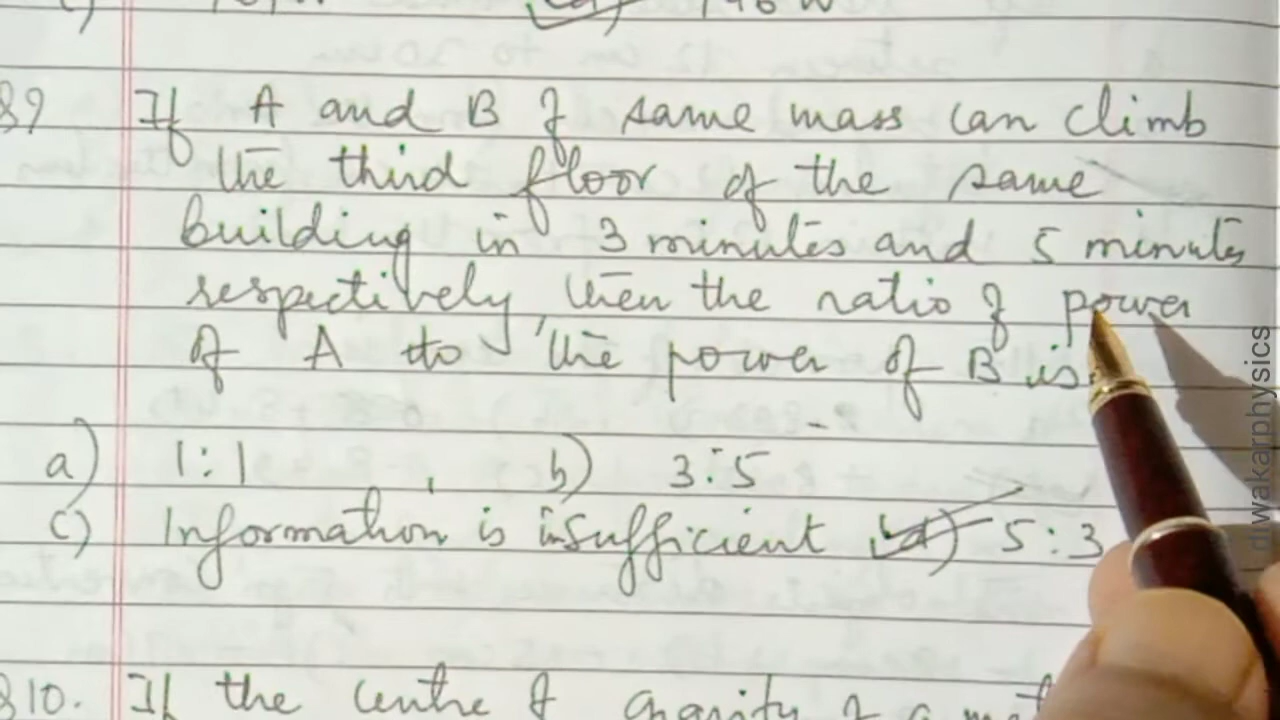 Q9 If A and B of same mass can climb
the third floor of the same
building in 3 minutes and 5 minutes
respectively, then the ratio of power
of A to the power of B is.
a) 1:1 b) 3:5
c) Information is insufficient d) 5:3
Q10. If the centre of gravity of a
diwakarphysics